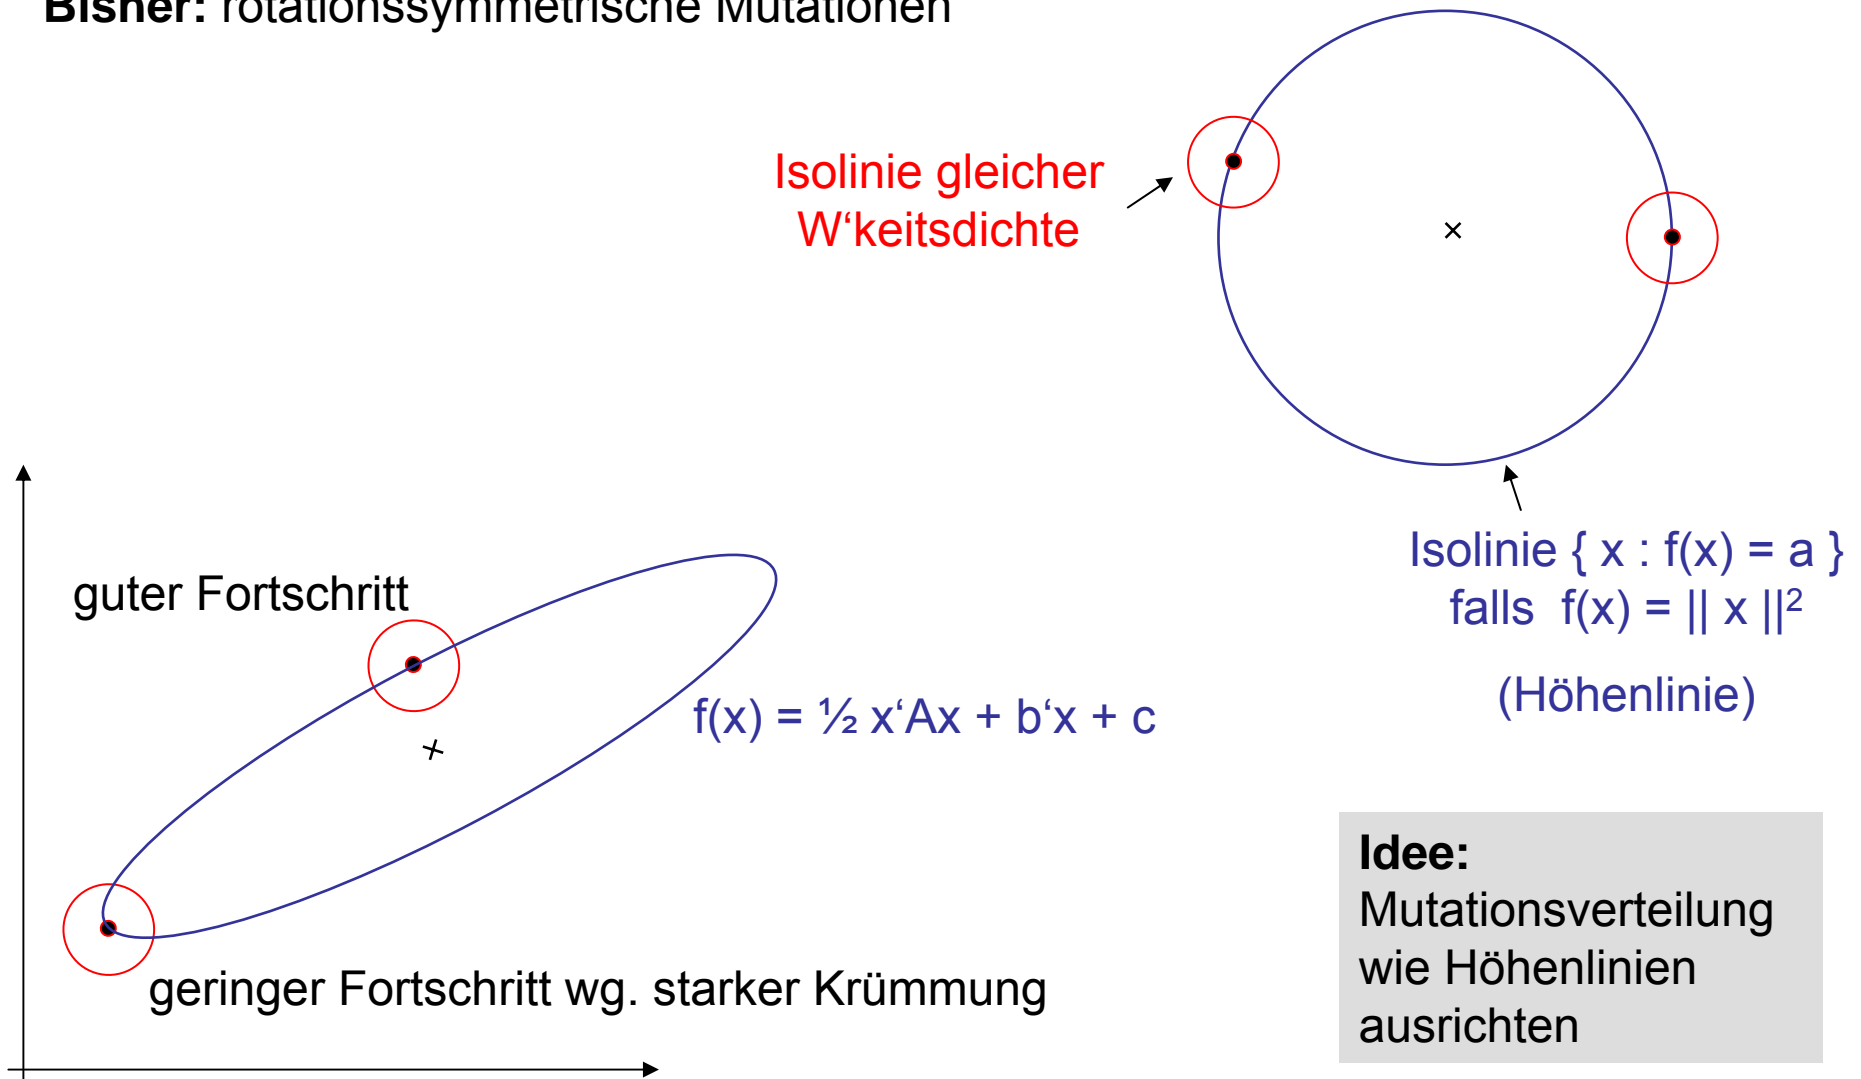 Bisher: rotationssymmetrische Mutationen
Isolinie gleicher
W‘keitsdichte
Isolinie { x : f(x) = a }
falls f(x) = || x ||²
(Höhenlinie)
guter Fortschritt
f(x) = ½ x‘Ax + b‘x + c
geringer Fortschritt wg. starker Krümmung
Idee:
Mutationsverteilung
wie Höhenlinien
ausrichten